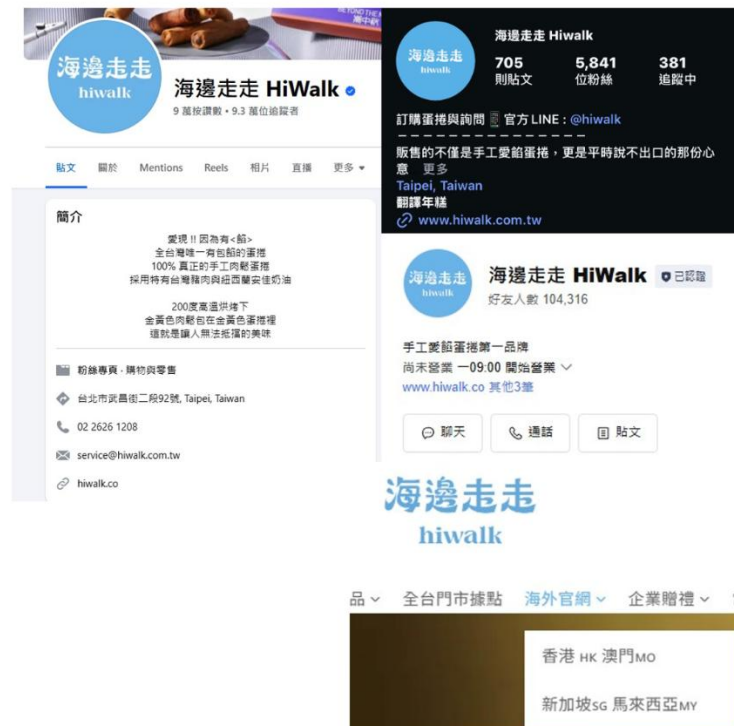 海邊走走
hiwalk
海邊走走 HiWalk
9 萬按讚數 • 9.3 萬位追蹤者
貼文 關於 Mentions Reels 相片 直播 更多
簡介
愛現 !! 因為有<餡>
全台灣唯一有包餡的蛋捲
100% 真正的手工肉鬆蛋捲
採用特有台灣豬肉與紐西蘭安佳奶油
200度高溫烘烤下
金黃色肉鬆包在金黃色蛋捲裡
這就是讓人無法抵擋的美味
粉絲專頁 · 購物與零售
台北市武昌街二段92號, Taipei, Taiwan
02 2626 1208
service@hiwalk.com.tw
hiwalk.co
海邊走走
hiwalk
海邊走走 Hiwalk
705 5,841 381
則貼文 位粉絲 追蹤中
訂購蛋捲與詢問 官方 LINE : @hiwalk
– – – – – – – – – – – – – – –
販售的不僅是手工愛餡蛋捲，更是平時說不出口的那份心
意 更多
Taipei, Taiwan
翻譯年糕
www.hiwalk.com.tw
海邊走走
hiwalk
海邊走走 HiWalk 已認證
好友人數 104,316
手工愛餡蛋捲第一品牌
尚未營業 一09:00 開始營業
www.hiwalk.co 其他3筆
聊天 通話 貼文
海邊走走
hiwalk
品 全台門市據點 海外官網 企業贈禮
香港 HK 澳門MO
新加坡SG 馬來西亞MY